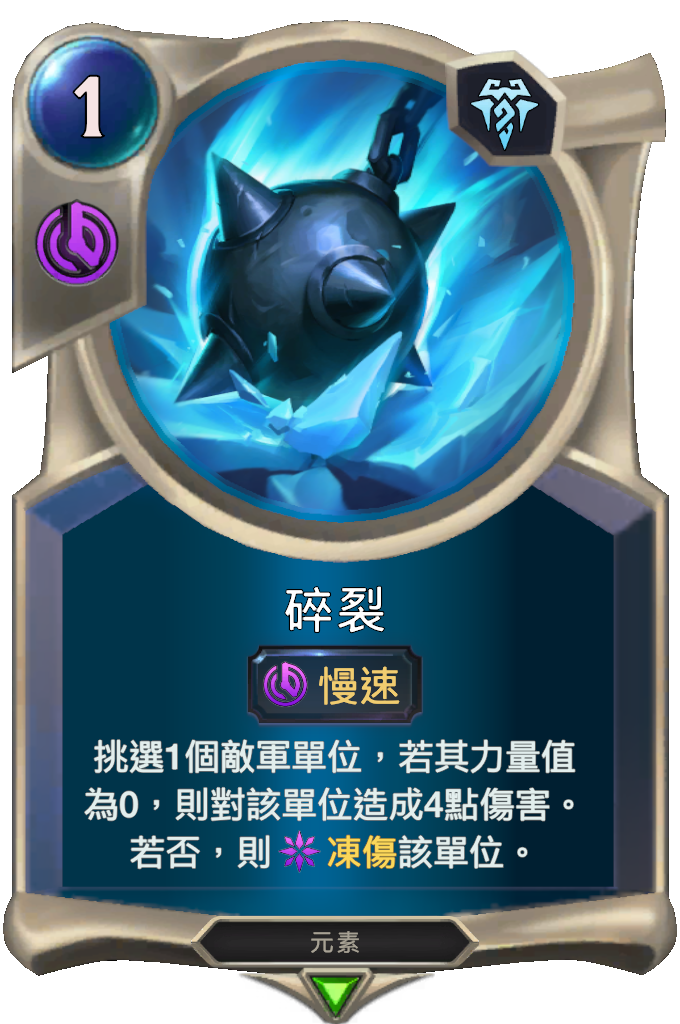 1
碎裂
慢速
挑選1個敵軍單位，若其力量值
為0，則對該單位造成4點傷害。
若否，則 凍傷該單位。
元素